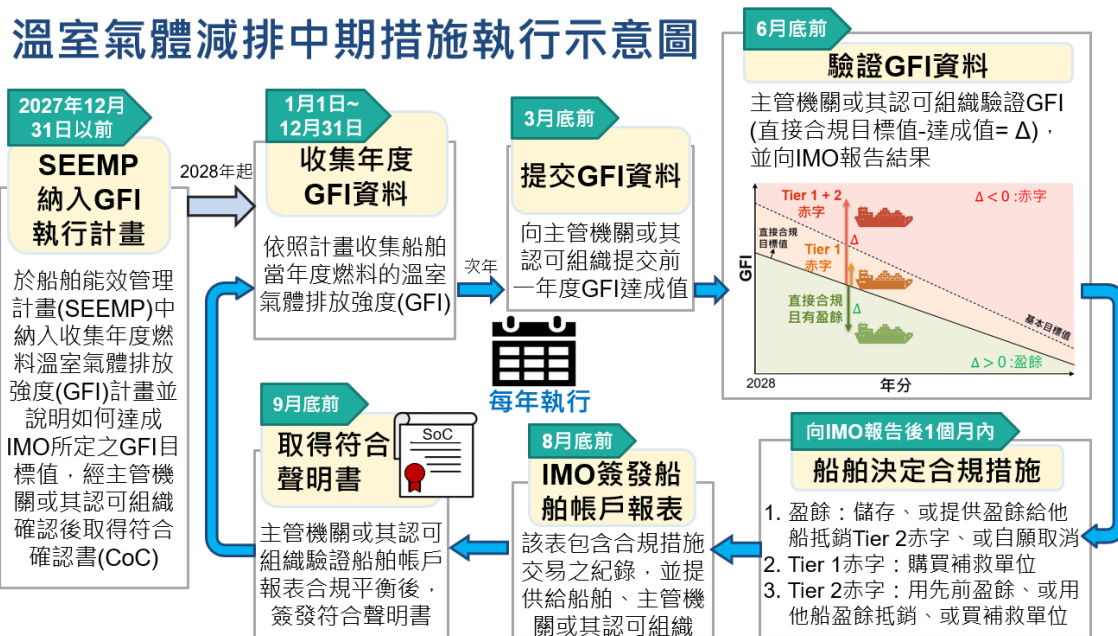 溫室氣體減排中期措施執行示意圖
2027年12月
31日以前
SEEMP
納入GFI
執行計畫
於船舶能效管理
計畫(SEEMP)中
納入收集年度燃
料溫室氣體排放
強度(GFI)計畫並
說明如何達成
IMO所定之GFI目
標值，經主管機
關或其認可組織
確認後取得符合
確認書(CoC)
2028年起
1月1日~
12月31日
收集年度
GFI資料
依照計畫收集船舶
當年度燃料的溫室
氣體排放強度(GFI)
次年
3月底前
提交GFI資料
向主管機關或其
認可組織提交前
一年度GFI達成值
每年執行
6月底前
驗證GFI資料
主管機關或其認可組織驗證GFI
(直接合規目標值-達成值= Δ)，
並向IMO報告結果
Tier 1 + 2
赤字
Δ < 0 :赤字
直接合規
目標值
Δ
Tier 1
赤字
GFI
直接合規
且有盈餘
Δ
基本目標值
Δ > 0 :盈餘
2028
年分
向IMO報告後1個月內
船舶決定合規措施
1. 盈餘：儲存、或提供盈餘給他
船抵銷Tier 2赤字、或自願取消
2. Tier 1赤字：購買補救單位
3. Tier 2赤字：用先前盈餘、或用
他船盈餘抵銷、或買補救單位
8月底前
IMO簽發船
舶帳戶報表
該表包含合規措施
交易之紀錄，並提
供給船舶、主管機
關或其認可組織
9月底前
取得符合
聲明書
SoC
主管機關或其認可
組織驗證船舶帳戶
報表合規平衡後，
簽發符合聲明書